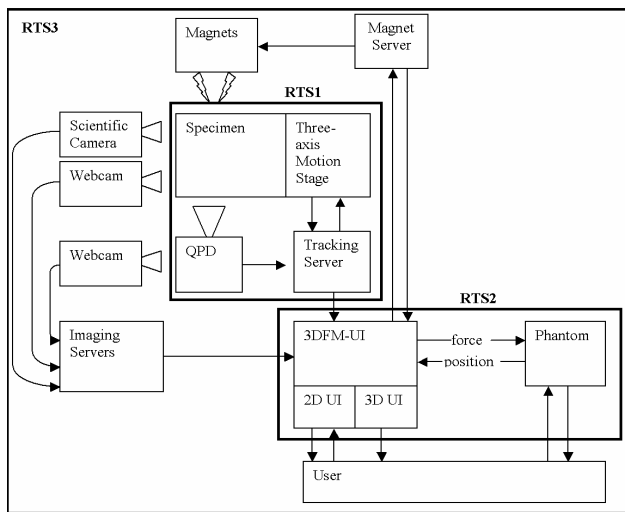 RTS3
Magnets
Magnet
Server
RTS1
Scientific
Camera
Specimen
Three-
axis
Motion
Stage
Webcam
Webcam
QPD
Tracking
Server
RTS2
Imaging
Servers
3DFM-UI
force
position
Phantom
2D UI
3D UI
User